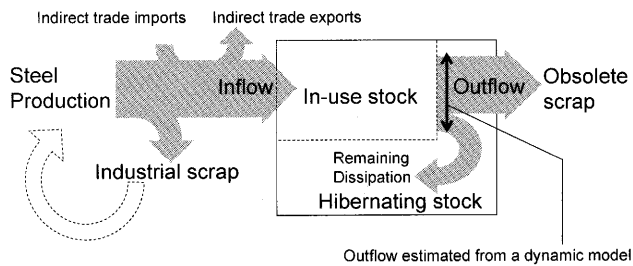 Indirect trade imports
Indirect trade exports
Steel
Production
Inflow
In-use stock
Outflow
Obsolete
scrap
Industrial scrap
Remaining
Dissipation
Hibernating stock
Outflow estimated from a dynamic model